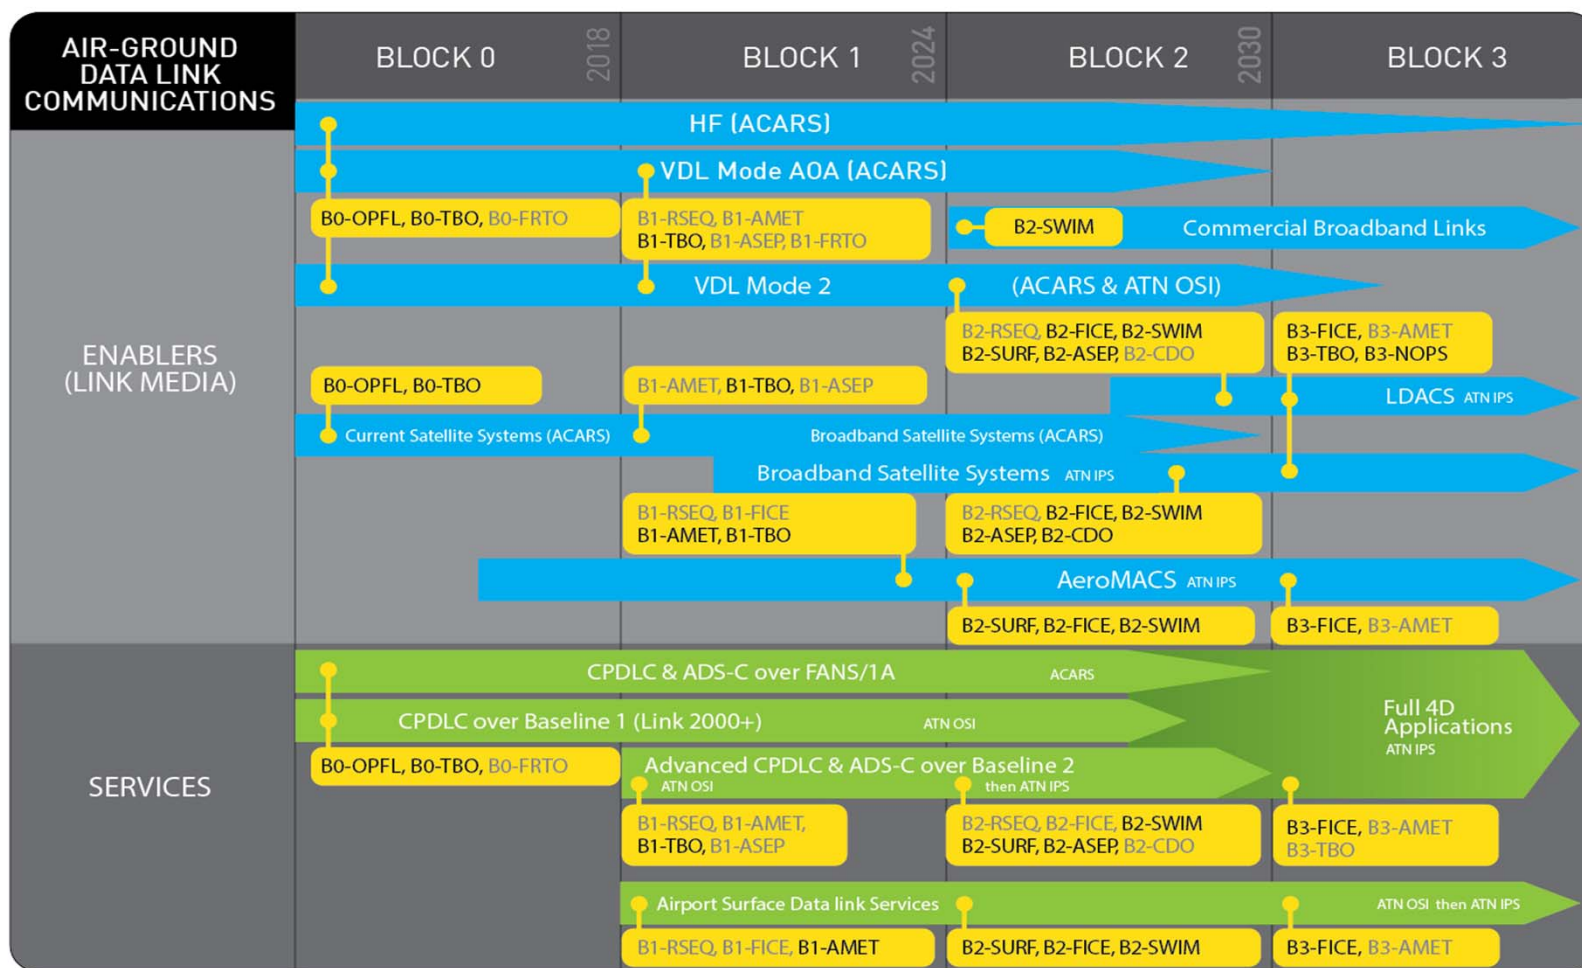 AIR-GROUND
DATA LINK
COMMUNICATIONS
BLOCK 0
2018
BLOCK 1
2024
BLOCK 2
2030
BLOCK 3
HF (ACARS)
VDL Mode AOA (ACARS)
B0-OPFL, B0-TBO, B0-FRTO
B1-RSEQ, B1-AMET
B1-TBO, B1-ASEP, B1-FRTO
B2-SWIM
Commercial Broadband Links
VDL Mode 2
(ACARS & ATN OSI)
ENABLERS
(LINK MEDIA)
B2-RSEQ, B2-FICE, B2-SWIM
B2-SURF, B2-ASEP, B2-CDO
B3-FICE, B3-AMET
B3-TBO, B3-NOPS
B0-OPFL, B0-TBO
B1-AMET, B1-TBO, B1-ASEP
LDACS ATN IPS
Current Satellite Systems (ACARS)
Broadband Satellite Systems (ACARS)
Broadband Satellite Systems ATN IPS
B1-RSEQ, B1-FICE
B1-AMET, B1-TBO
B2-RSEQ, B2-FICE, B2-SWIM
B2-ASEP, B2-CDO
AeroMACS ATN IPS
B2-SURF, B2-FICE, B2-SWIM
B3-FICE, B3-AMET
SERVICES
CPDLC & ADS-C over FANS/1A
ACARS
CPDLC over Baseline 1 (Link 2000+)
ATN OSI
Full 4D
Applications
ATN IPS
B0-OPFL, B0-TBO, B0-FRTO
Advanced CPDLC & ADS-C over Baseline 2
ATN OSI
then ATN IPS
B1-RSEQ, B1-AMET,
B1-TBO, B1-ASEP
B2-RSEQ, B2-FICE, B2-SWIM
B2-SURF, B2-ASEP, B2-CDO
B3-FICE, B3-AMET
B3-TBO
Airport Surface Data link Services
ATN OSI then ATN IPS
B1-RSEQ, B1-FICE, B1-AMET
B2-SURF, B2-FICE, B2-SWIM
B3-FICE, B3-AMET